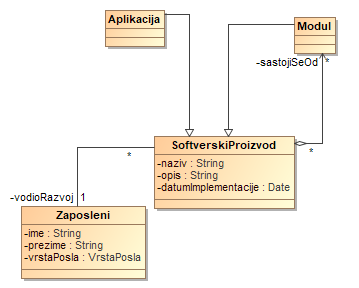 Aplikacija
Modul
-sastojiSeOd
*
SoftverskiProizvod
*
-naziv : String
-opis : String
-datumImplementacije : Date
*
-vodioRazvoj 1
Zaposleni
-ime : String
-prezime : String
-vrstaPosla : VrstaPosla